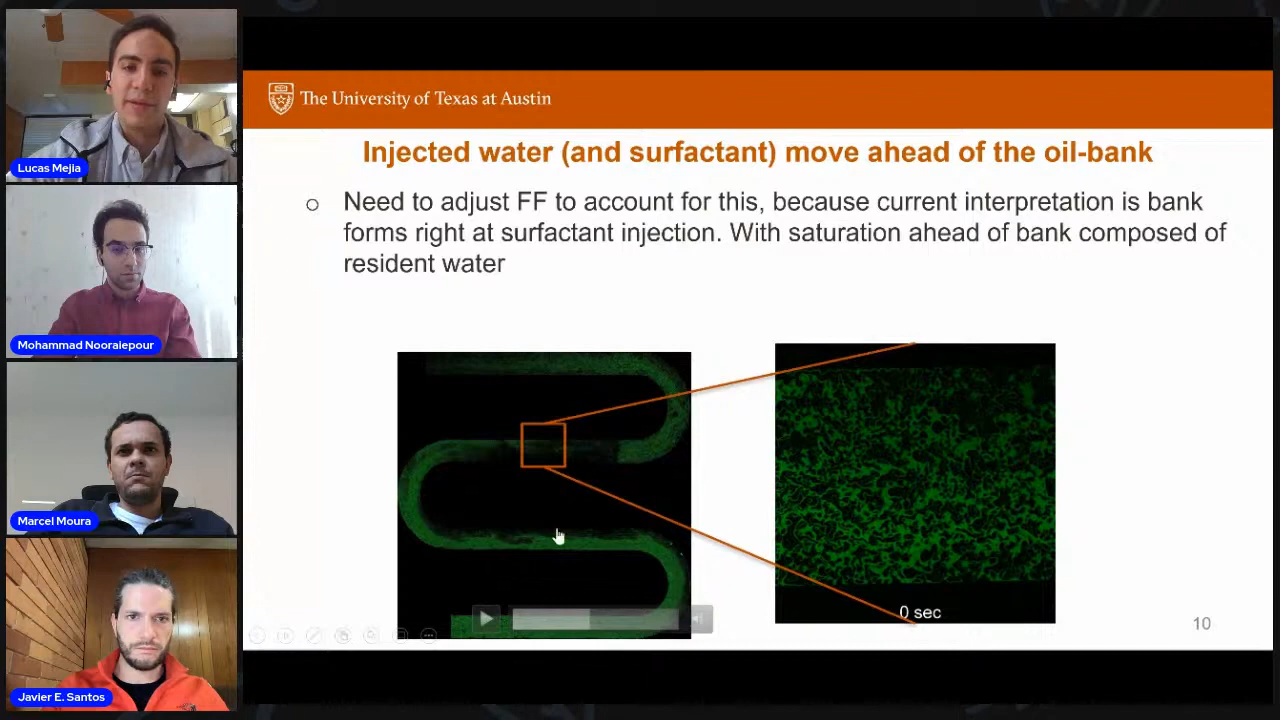 Lucas Mejia
Mohammad Nooraiepour
Marcel Moura
Javier E. Santos
The University of Texas at Austin
Injected water (and surfactant) move ahead of the oil-bank
Need to adjust FF to account for this, because current interpretation is bank
forms right at surfactant injection. With saturation ahead of bank composed of
resident water
0 sec
10